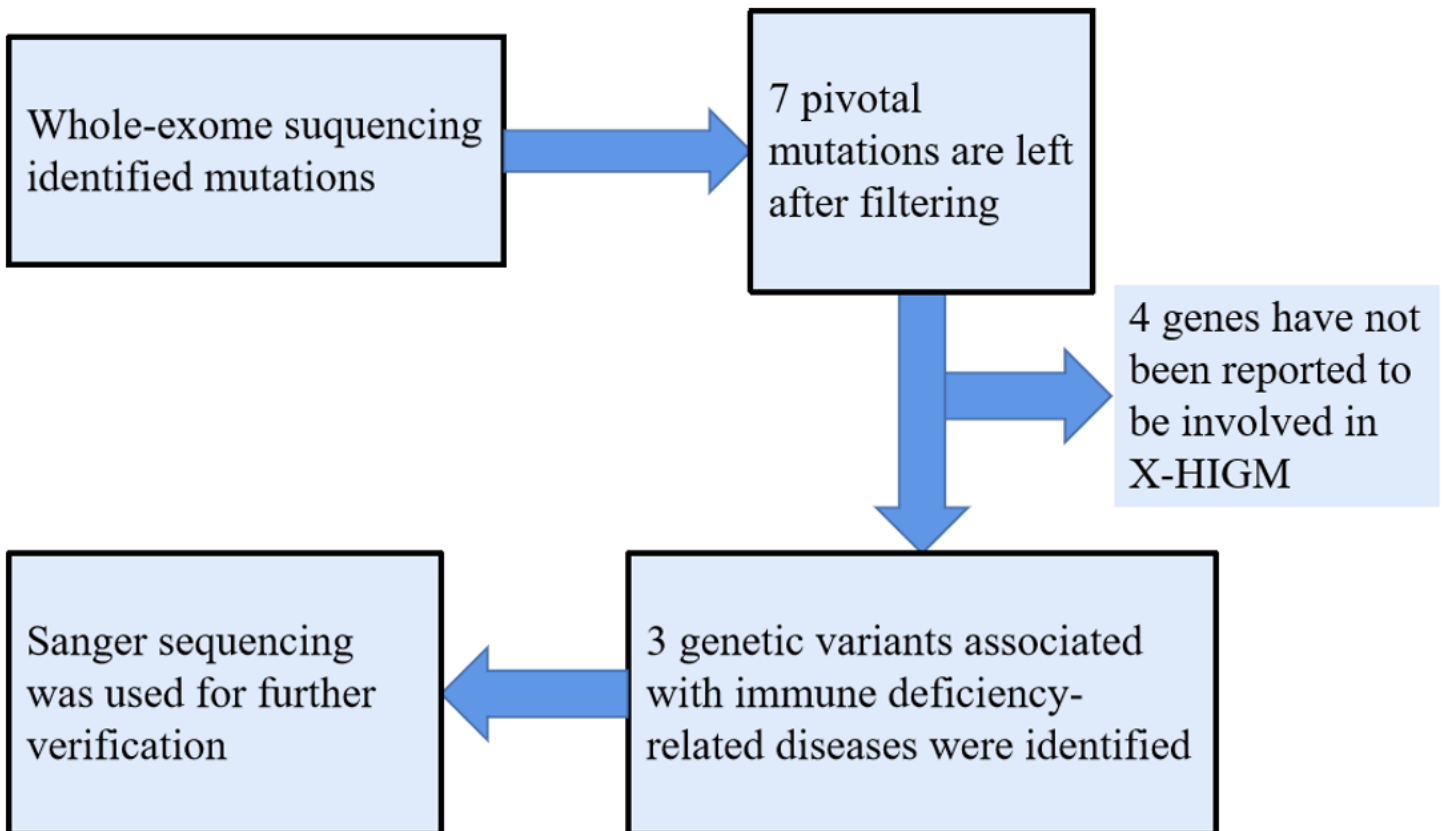 Whole-exome suquencing
identified mutations
7 pivotal
mutations are left
after filtering
4 genes have not
been reported to
be involved in
X-HIGM
3 genetic variants associated
with immune deficiency-
related diseases were identified
Sanger sequencing
was used for further
verification